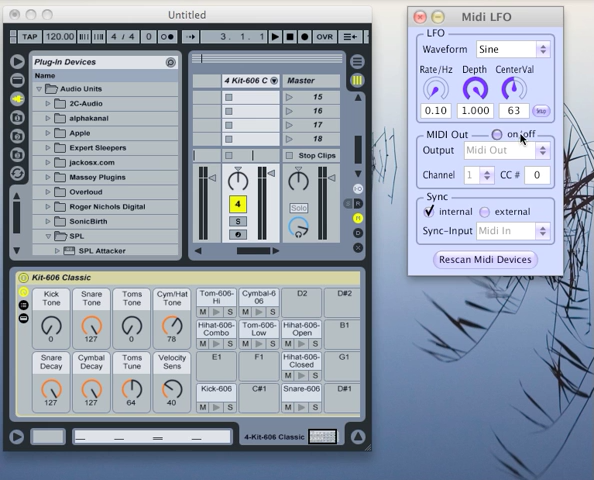 Untitled
TAP 120.00 4 / 4 3. 1. 1 OVR
Plug-In Devices
Name
Audio Units
2C-Audio
alphakanal
Apple
Expert Sleepers
jackosx.com
Massey Plugins
Overloud
Roger Nichols Digital
SonicBirth
SPL
SPL Attacker
4 Kit-606 C
Master
15
16
17
18
Stop Clips
4
Solo
S
Kit-606 Classic
Kick Tone
0
Snare Tone
127
Toms Tone
0
Cym/Hat Tone
78
Snare Decay
127
Cymbal Decay
127
Toms Tune
64
Velocity Sens
40
Tom-606-Hi
M S
Cymbal-606
M S
D2
D#2
Hihat-606-Combo
M S
Tom-606-Low
M S
Hihat-606-Open
M S
B1
E1
F1
Hihat-606-Closed
M S
G1
Kick-606
M S
C#1
Snare-606
M S
D#1
4-Kit-606 Classic
Midi LFO
LFO
Waveform Sine
Rate/Hz Depth CenterVal
0.10 1.000 63
MIDI Out on/off
Output Midi Out
Channel 1 CC # 0
Sync
internal external
Sync-Input Midi In
Rescan Midi Devices